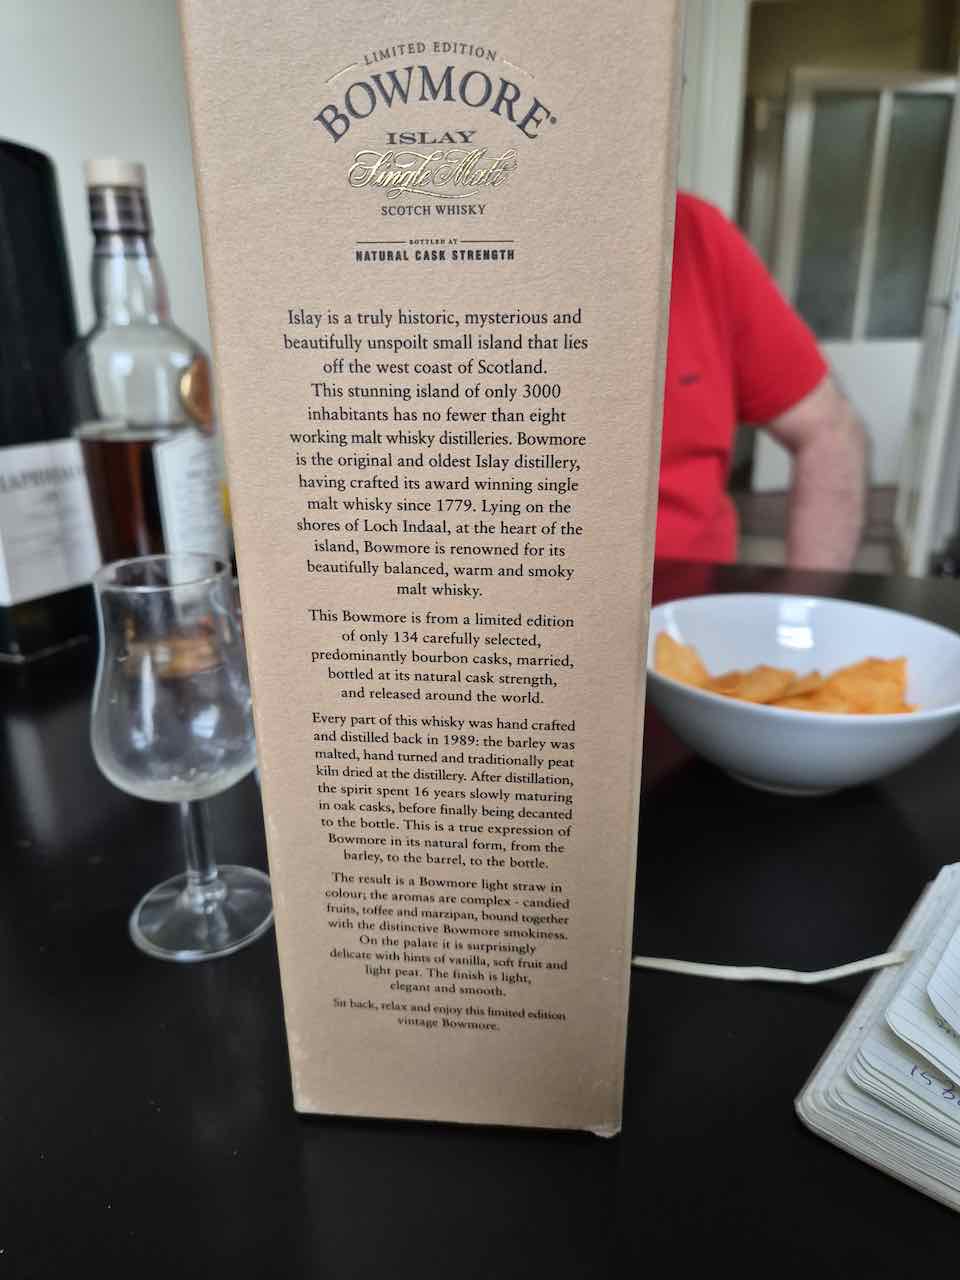 LIMITED EDITION
BOWMORE®
ISLAY
Single Malt
SCOTCH WHISKY
BOTTLED AT
NATURAL CASK STRENGTH
Islay is a truly historic, mysterious and
beautifully unspoilt small island that lies
off the west coast of Scotland.
This stunning island of only 3000
inhabitants has no fewer than eight
working malt whisky distilleries. Bowmore
is the original and oldest Islay distillery,
having crafted its award winning single
malt whisky since 1779. Lying on the
shores of Loch Indaal, at the heart of the
island, Bowmore is renowned for its
beautifully balanced, warm and smoky
malt whisky.
This Bowmore is from a limited edition
of only 134 carefully selected,
predominantly bourbon casks, married,
bottled at its natural cask strength,
and released around the world.
Every part of this whisky was hand crafted
and distilled back in 1989: the barley was
malted, hand turned and traditionally peat
kiln dried at the distillery. After distillation,
the spirit spent 16 years slowly maturing
in oak casks, before finally being decanted
to the bottle. This is a true expression of
Bowmore in its natural form, from the
barley, to the barrel, to the bottle.
The result is a Bowmore light straw in
colour; the aromas are complex - candied
fruits, toffee and marzipan, bound together
with the distinctive Bowmore smokiness.
On the palate it is surprisingly
delicate with hints of vanilla, soft fruit and
light peat. The finish is light,
elegant and smooth.
Sit back, relax and enjoy this limited edition
vintage Bowmore.